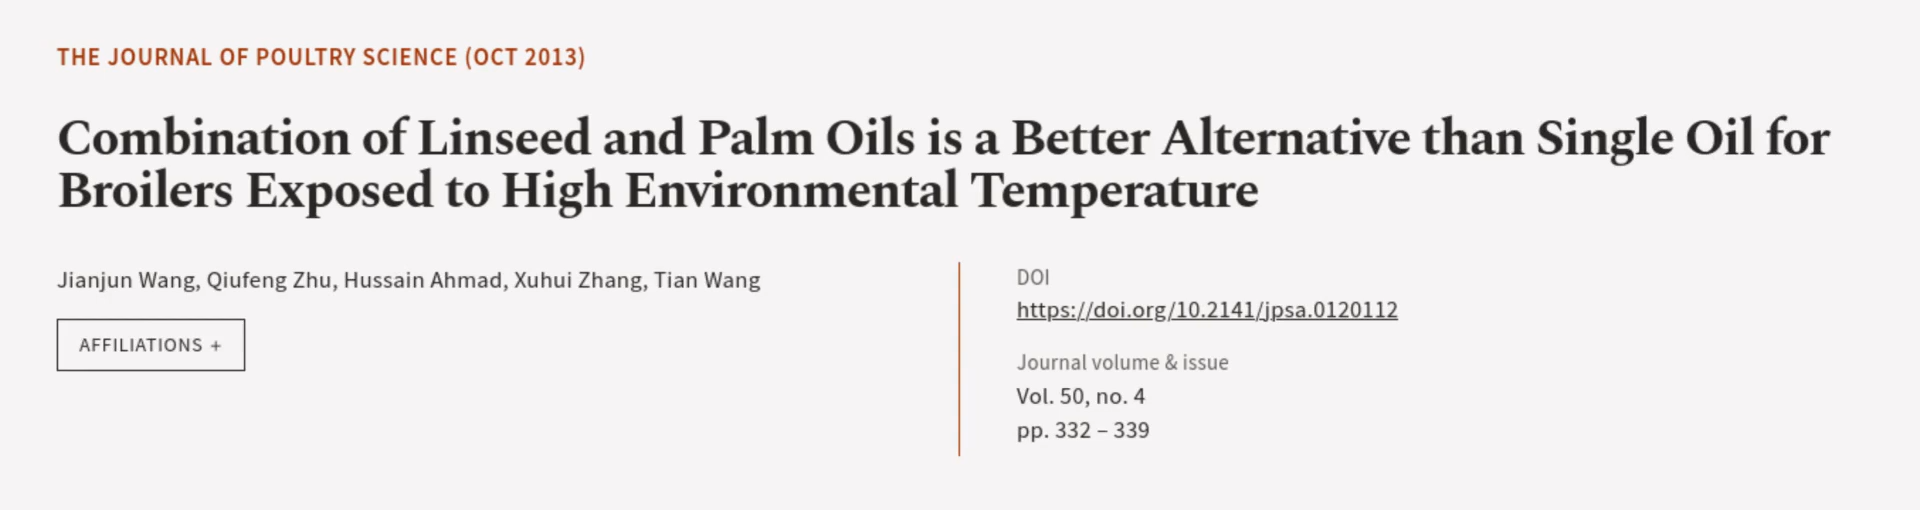 THE JOURNAL OF POULTRY SCIENCE (OCT 2013)
Combination of Linseed and Palm Oils is a Better Alternative than Single Oil for
Broilers Exposed to High Environmental Temperature
Jianjun Wang, Qiufeng Zhu, Hussain Ahmad, Xuhui Zhang, Tian Wang
AFFILIATIONS +
DOI
https://doi.org/10.2141/jpsa.0120112
Journal volume & issue
Vol. 50, no. 4
pp. 332 – 339